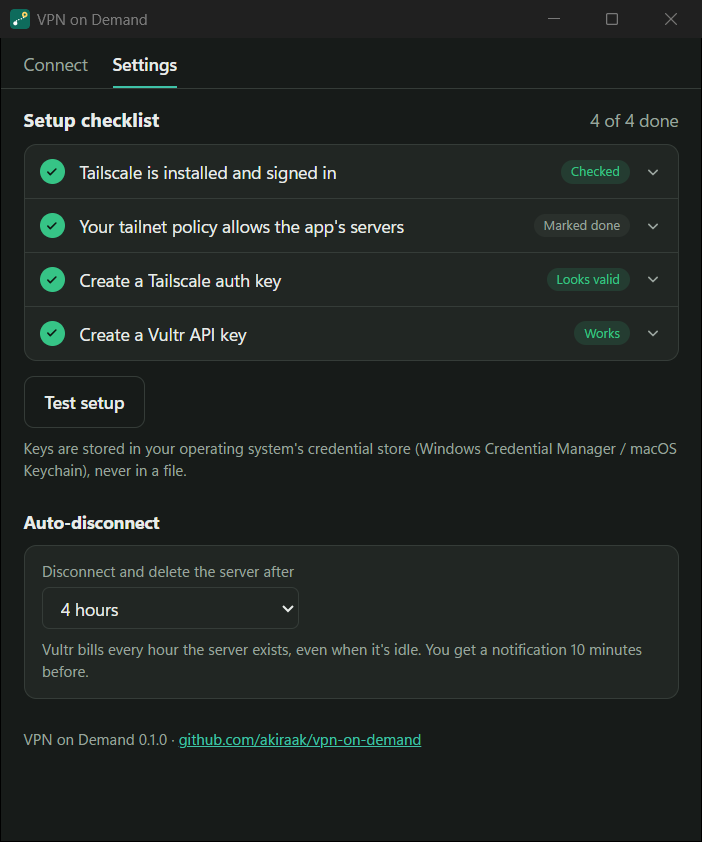 VPN on Demand
Connect Settings
Setup checklist 4 of 4 done
Tailscale is installed and signed in Checked
Your tailnet policy allows the app's servers Marked done
Create a Tailscale auth key Looks valid
Create a Vultr API key Works
Test setup
Keys are stored in your operating system's credential store (Windows Credential Manager / macOS
Keychain), never in a file.
Auto-disconnect
Disconnect and delete the server after
4 hours
Vultr bills every hour the server exists, even when it's idle. You get a notification 10 minutes
before.
VPN on Demand 0.1.0 · github.com/akiraak/vpn-on-demand